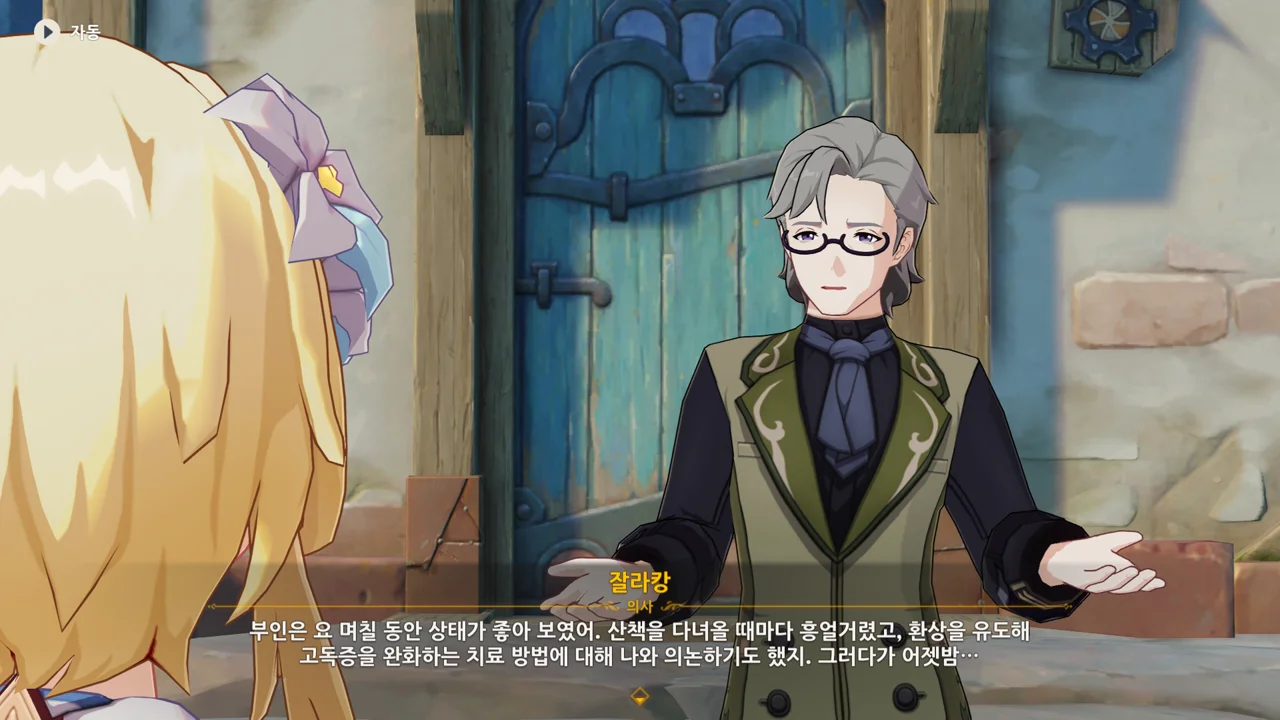 자동
잘라캉
의사
부인은 요 며칠 동안 상태가 좋아 보였어. 산책을 다녀올 때마다 흥얼거렸고, 환상을 유도해
고독증을 완화하는 치료 방법에 대해 나와 의논하기도 했지. 그러다가 어젯밤…